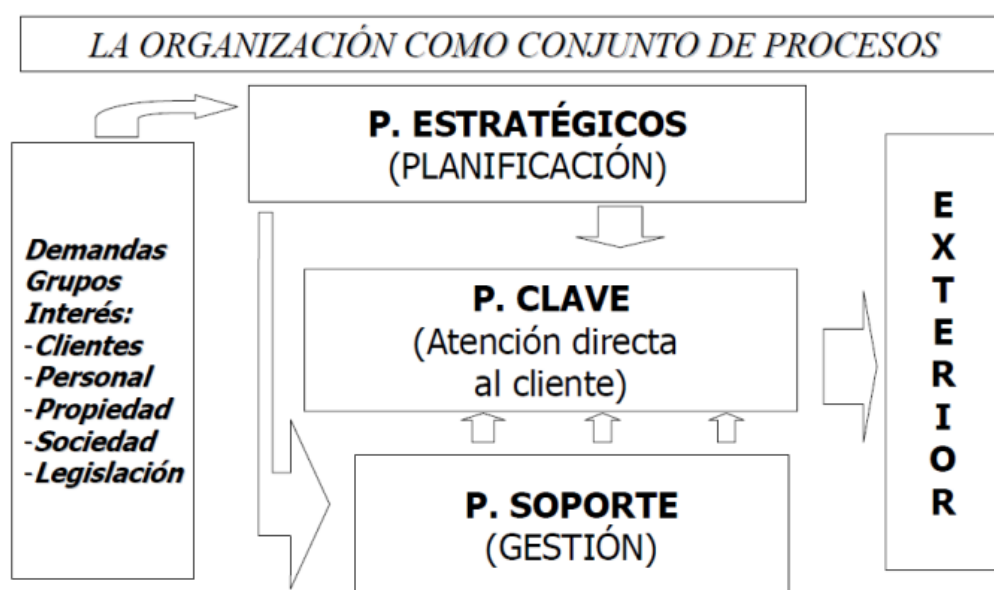 LA ORGANIZACIÓN COMO CONJUNTO DE PROCESOS
P. ESTRATÉGICOS
(PLANIFICACIÓN)
Demandas
Grupos
Interés:
-Clientes
-Personal
-Propiedad
-Sociedad
-Legislación
P. CLAVE
(Atención directa
al cliente)
P. SOPORTE
(GESTIÓN)
E
X
T
E
R
I
O
R